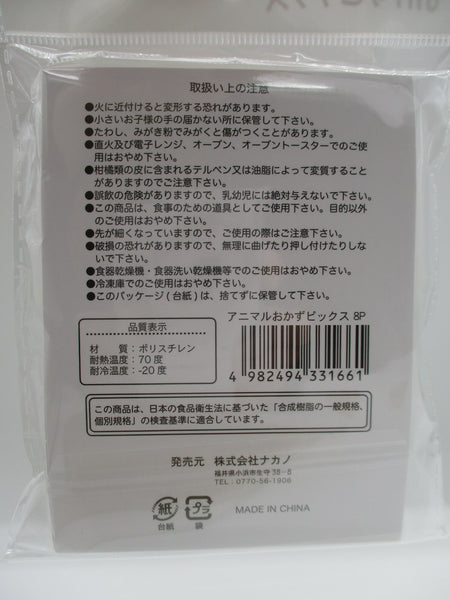 取扱い上の注意
●火に近付けると変形する恐れがあります。
●小さいお子様の手の届かない所に保管して下さい。
●たわし、みがき粉でみがくと傷がつくことがあります。
●直火及び電子レンジ、オーブン、オーブントースターでのご使
用はおやめ下さい。
●柑橘類の皮に含まれるテルペン又は油脂によって変質すること
がありますのでご注意下さい。
●誤飲の危険がありますので、乳幼児には絶対与えないで下さい。
●この商品は、食事のための道具としてご使用下さい。目的以外
のご使用はおやめ下さい。
●先が細くなっていますので、ご使用の際はご注意下さい。
●破損の恐れがありますので、無理に曲げたり押し付けたりしな
いで下さい。
●食器乾燥機・食器洗い乾燥機等でのご使用はおやめ下さい。
●冷凍庫でのご使用はおやめ下さい。
●このパッケージ(台紙)は、捨てずに保管して下さい。
アニマルおかずピックス 8P
品質表示
材　質：ポリスチレン
耐熱温度：70度
耐冷温度：-20度
4 982494 331661
この商品は、日本の食品衛生法に基づいた「合成樹脂の一般規格、
個別規格」の検査基準に適合しています。
発売元 株式会社ナカノ
福井県小浜市生守38-8
TEL：0770-56-1906
紙 プラ
台紙 袋
MADE IN CHINA